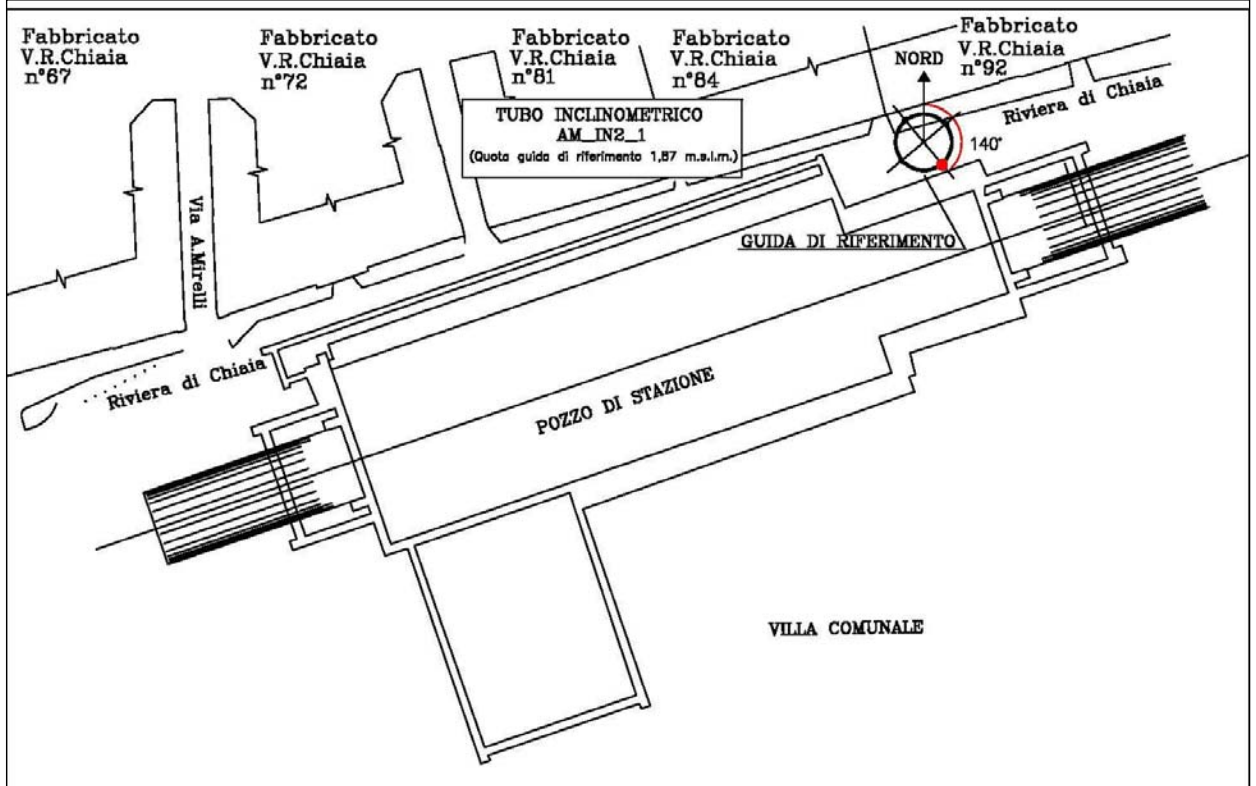 Fabbricato
V.R.Chiaia
n°67
Fabbricato
V.R.Chiaia
n°72
Fabbricato
V.R.Chiaia
n°81
Fabbricato
V.R.Chiaia
n°84
Fabbricato
V.R.Chiaia
n°92
NORD
TUBO INCLINOMETRICO
AM_IN2_1
(Quota guida di riferimento 1,87 m.s.l.m.)
140°
Riviera di Chiaia
GUIDA DI RIFERIMENTO
Via A.Mirelli
Riviera di Chiaia
POZZO DI STAZIONE
VILLA COMUNALE